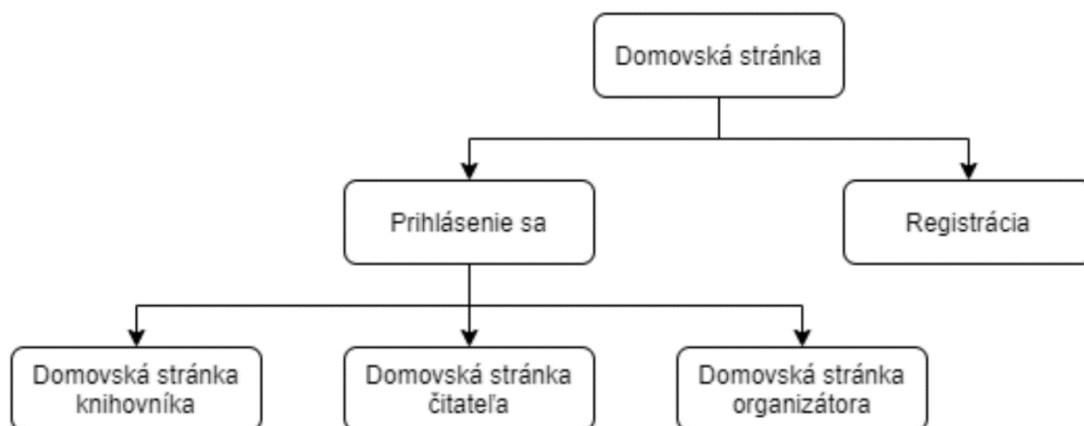 Domovská stránka
Prihlásenie sa
Registrácia
Domovská stránka
knihovníka
Domovská stránka
čitateľa
Domovská stránka
organizátora